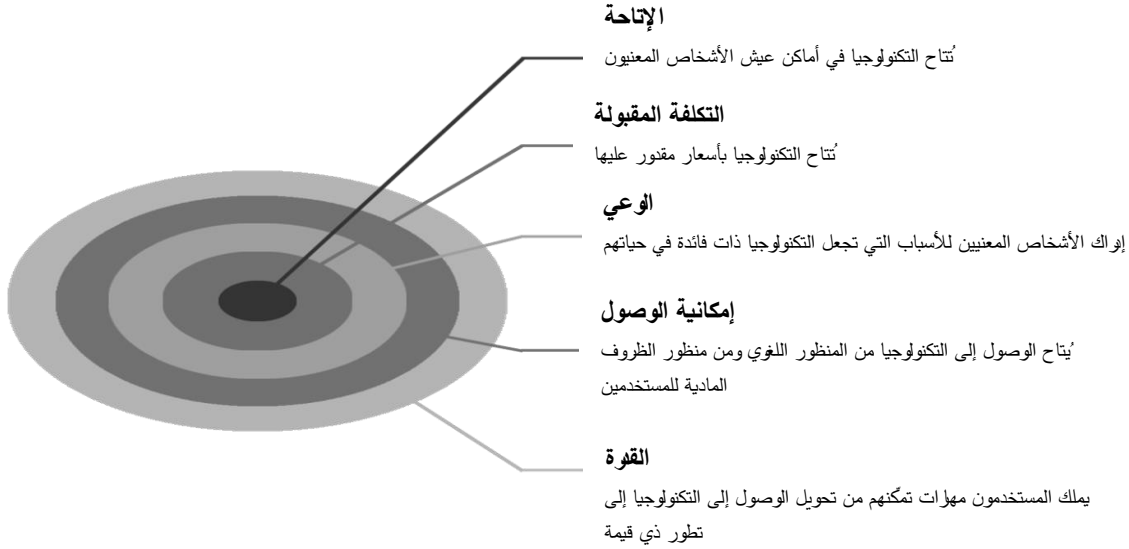 الإتاحة
تُتاح التكنولوجيا في أماكن عيش الأشخاص المعنيون
التكلفة المقبولة
تُتاح التكنولوجيا بأسعار مقدور عليها
الوعي
إدراك الأشخاص المعنيين للأسباب التي تجعل التكنولوجيا ذات فائدة في حياتهم
إمكانية الوصول
يُتاح الوصول إلى التكنولوجيا من المنظور اللغوي ومن منظور الظروف
المادية للمستخدمين
القدرة
يملك المستخدمون مهارات تمكّنهم من تحويل الوصول إلى التكنولوجيا إلى
تطور ذي قيمة